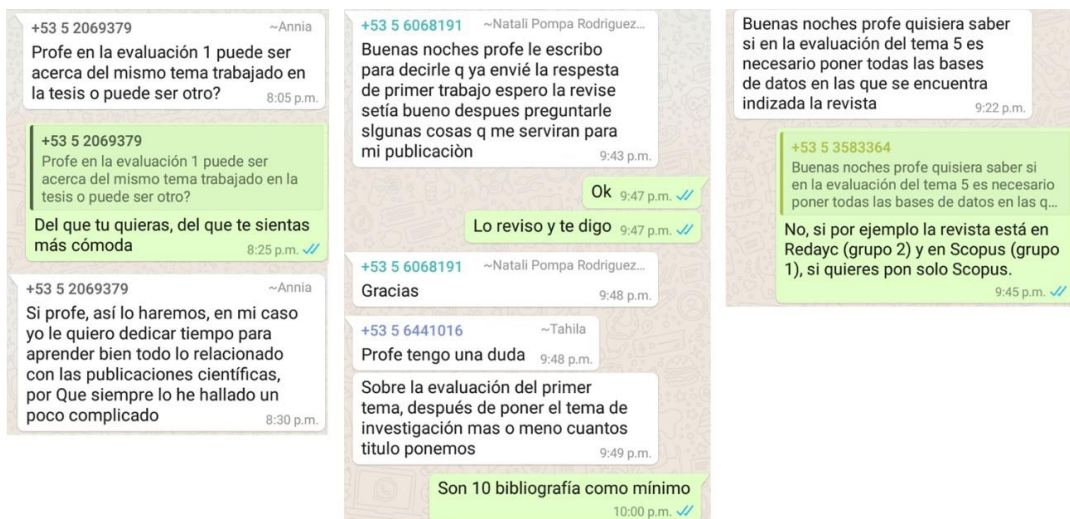 +53 5 2069379 ~Annia
Profe en la evaluación 1 puede ser
acerca del mismo tema trabajado en
la tesis o puede ser otro? 8:05 p.m.
+53 5 2069379
Profe en la evaluación 1 puede ser
acerca del mismo tema trabajado en la
tesis o puede ser otro?
Del que tu quieras, del que te sientas
más cómoda 8:25 p.m.
+53 5 2069379 ~Annia
Si profe, así lo haremos, en mi caso
yo le quiero dedicar tiempo para
aprender bien todo lo relacionado
con las publicaciones científicas,
por Que siempre lo he hallado un
poco complicado 8:30 p.m.
+53 5 6068191 ~Natali Pompa Rodriguez...
Buenas noches profe le escribo
para decirle q ya envié la respesta
de primer trabajo espero la revise
setía bueno despues preguntarle
slgunas cosas q me serviran para
mi publicaciòn 9:43 p.m.
Ok 9:47 p.m.
Lo reviso y te digo 9:47 p.m.
+53 5 6068191 ~Natali Pompa Rodriguez...
Gracias 9:48 p.m.
+53 5 6441016 ~Tahila
Profe tengo una duda 9:48 p.m.
Sobre la evaluación del primer
tema, después de poner el tema de
investigación mas o meno cuantos
titulo ponemos 9:49 p.m.
Son 10 bibliografía como mínimo
10:00 p.m.
Buenas noches profe quisiera saber
si en la evaluación del tema 5 es
necesario poner todas las bases
de datos en las que se encuentra
indizada la revista 9:22 p.m.
+53 5 3583364
Buenas noches profe quisiera saber si
en la evaluación del tema 5 es necesario
poner todas las bases de datos en las q...
No, si por ejemplo la revista está en
Redayc (grupo 2) y en Scopus (grupo
1), si quieres pon solo Scopus.
9:45 p.m.